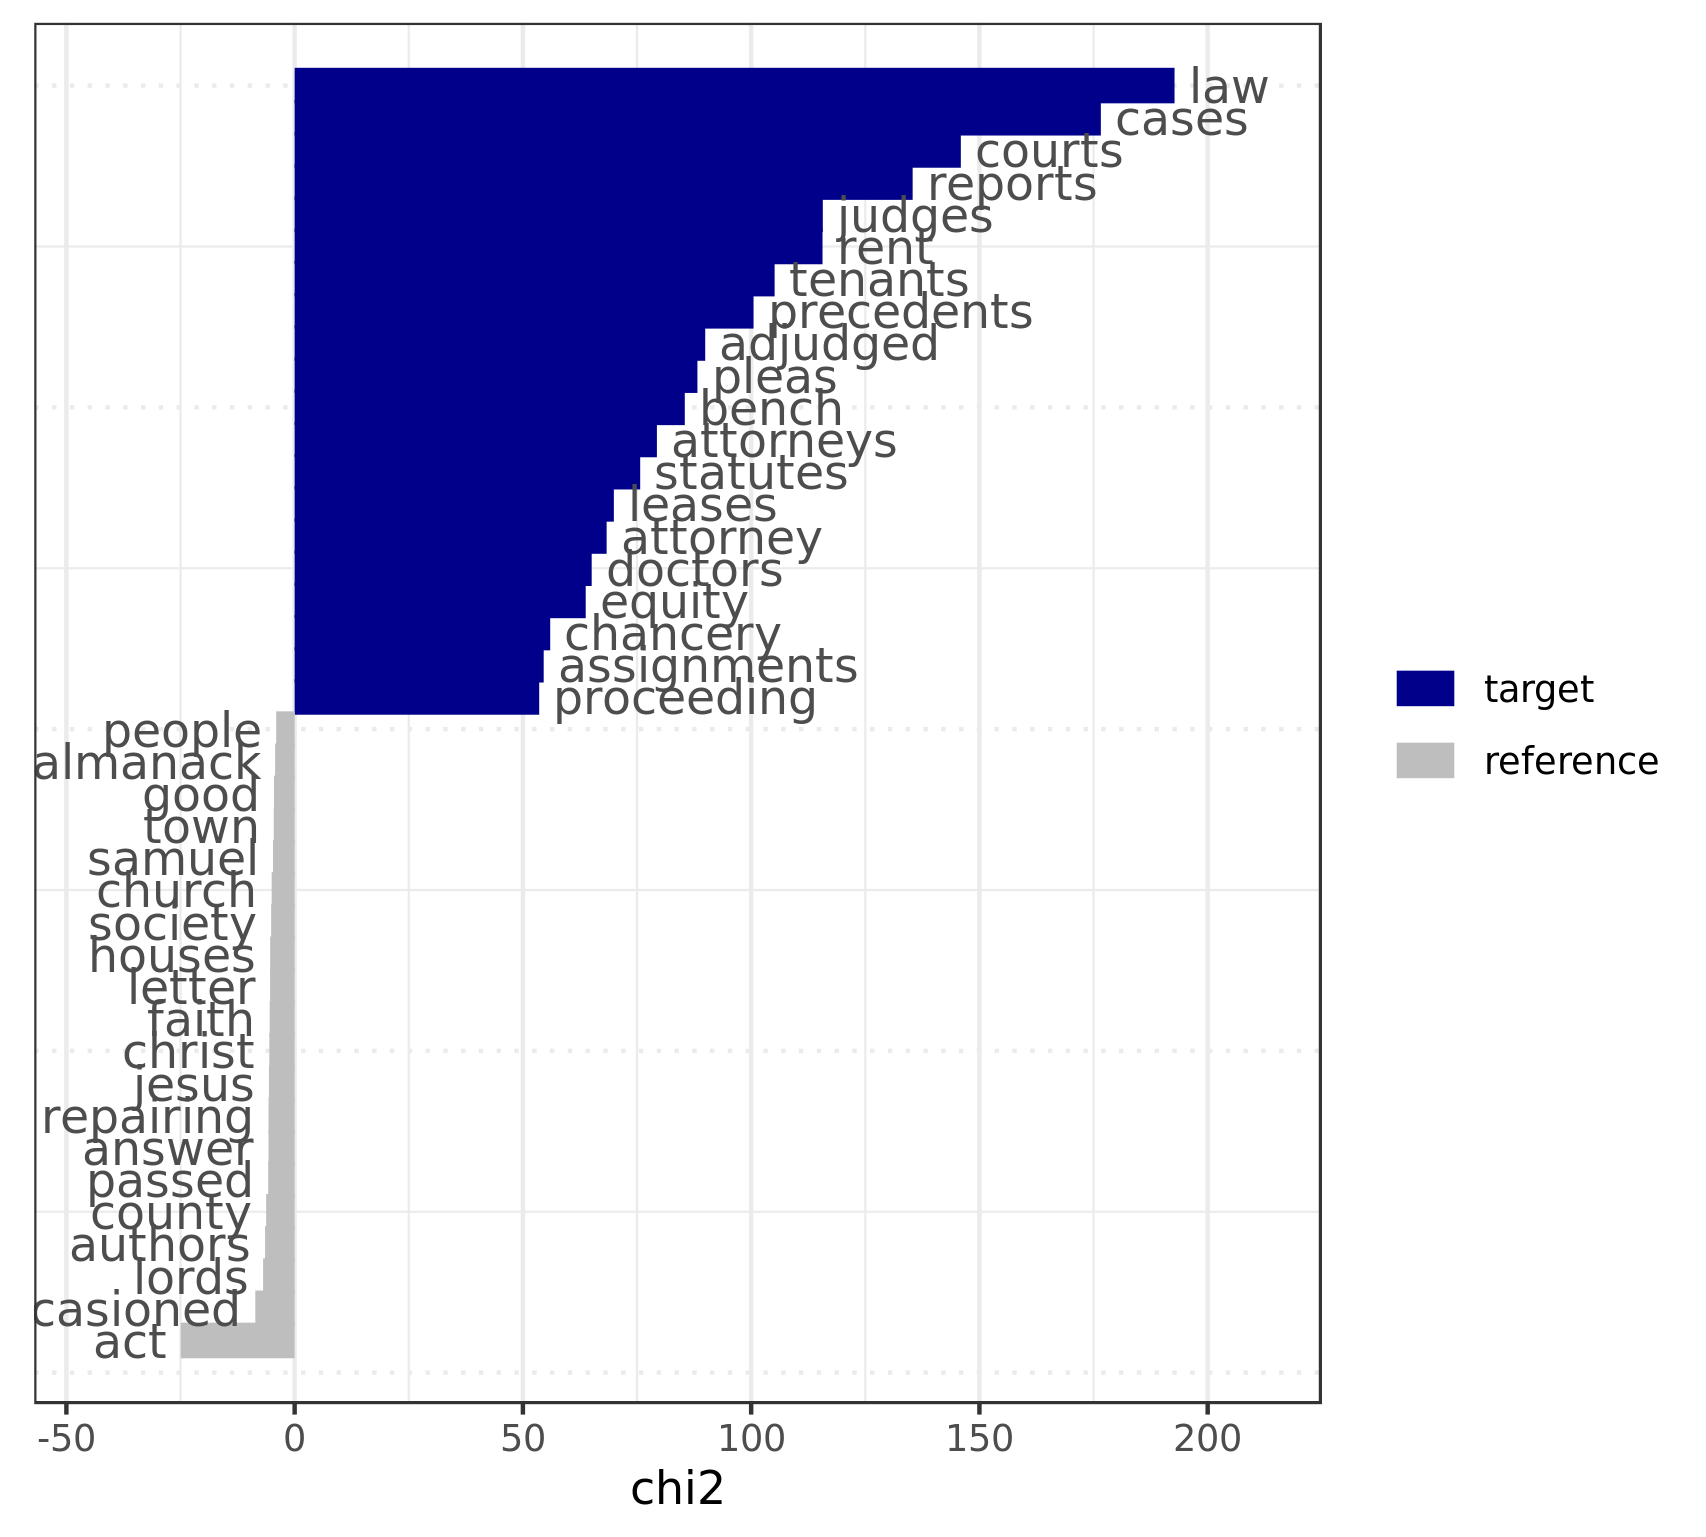 law
cases
courts
reports
judges
rent
tenants
precedents
adjudged
pleas
bench
attorneys
statutes
leases
attorney
doctors
equity
chancery
assignments
proceeding
people
almanack
good
town
samuel
church
society
houses
letter
faith
christ
jesus
repairing
answer
passed
county
authors
lords
casioned
act
target
reference
-50 0 50 100 150 200
chi2